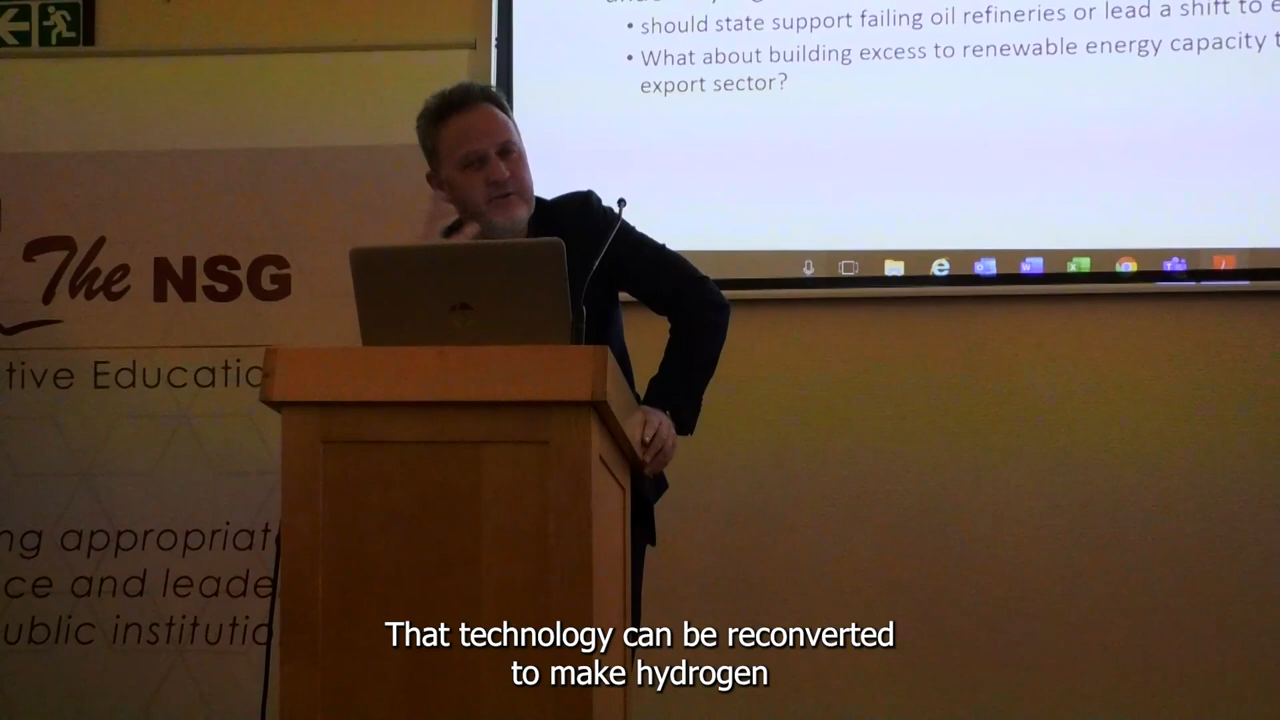 should state support failing oil refineries or lead a shift to
What about building excess to renewable energy capacity
export sector?
The NSG
tive Educatio
ng appropriat
ce and leade
ublic institutio
That technology can be reconverted
to make hydrogen